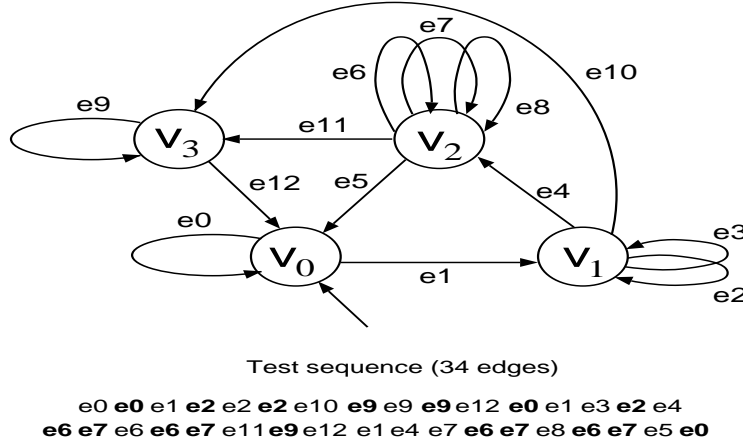 e7
e6
e10
e8
e9
v3
e11
v2
e12
e5
e4
e0
e3
v0
e1
v1
e2
Test sequence (34 edges)
e0 e0 e1 e2 e2 e2 e10 e9 e9 e9 e12 e0 e1 e3 e2 e4
e6 e7 e6 e6 e7 e11 e9 e12 e1 e4 e7 e6 e7 e8 e6 e7 e5 e0